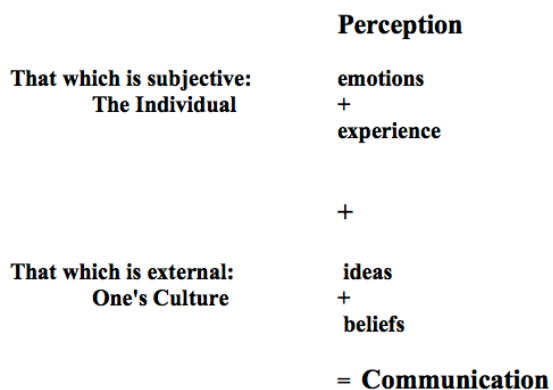 Perception
That which is subjective: emotions
The Individual +
experience
+
That which is external: ideas
One's Culture +
beliefs
= Communication